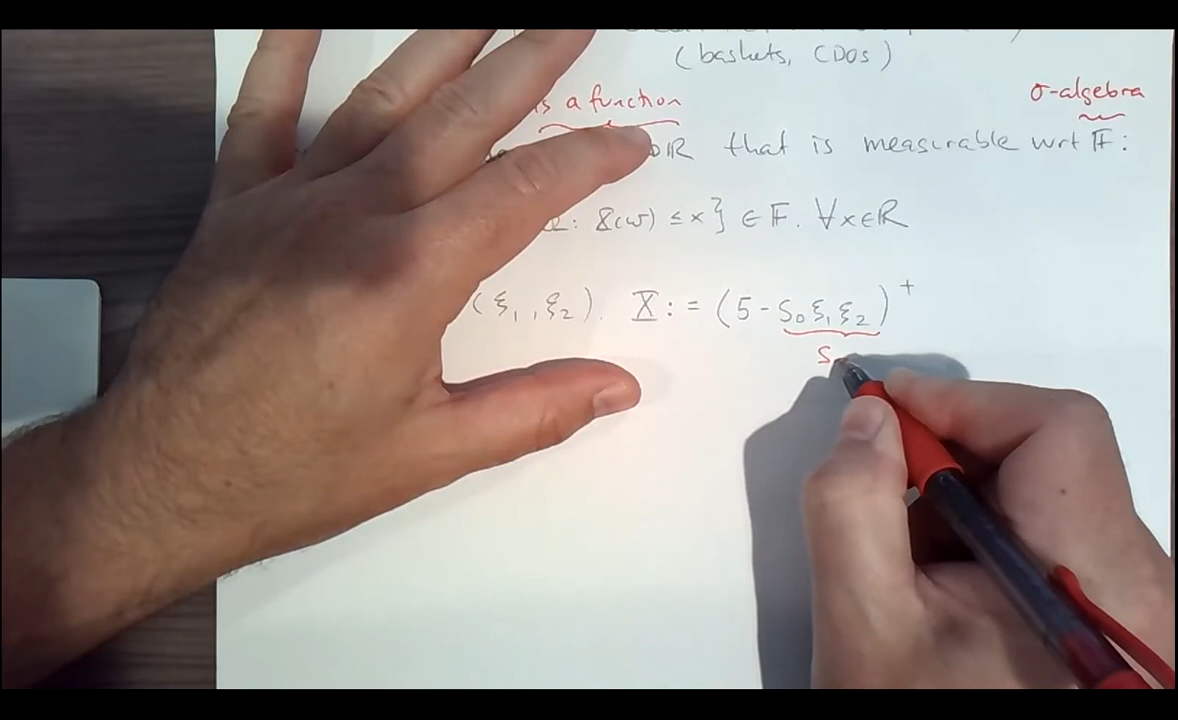 (baskets, CDOs)
is a function
σ-algebra
ℝ that is measurable wrt 𝔽:
: X(ω) ≤ x} ∈ 𝔽. ∀x∈ℝ
(ξ₁, ξ₂). X := (5 - S₀ξ₁ξ₂)⁺
S